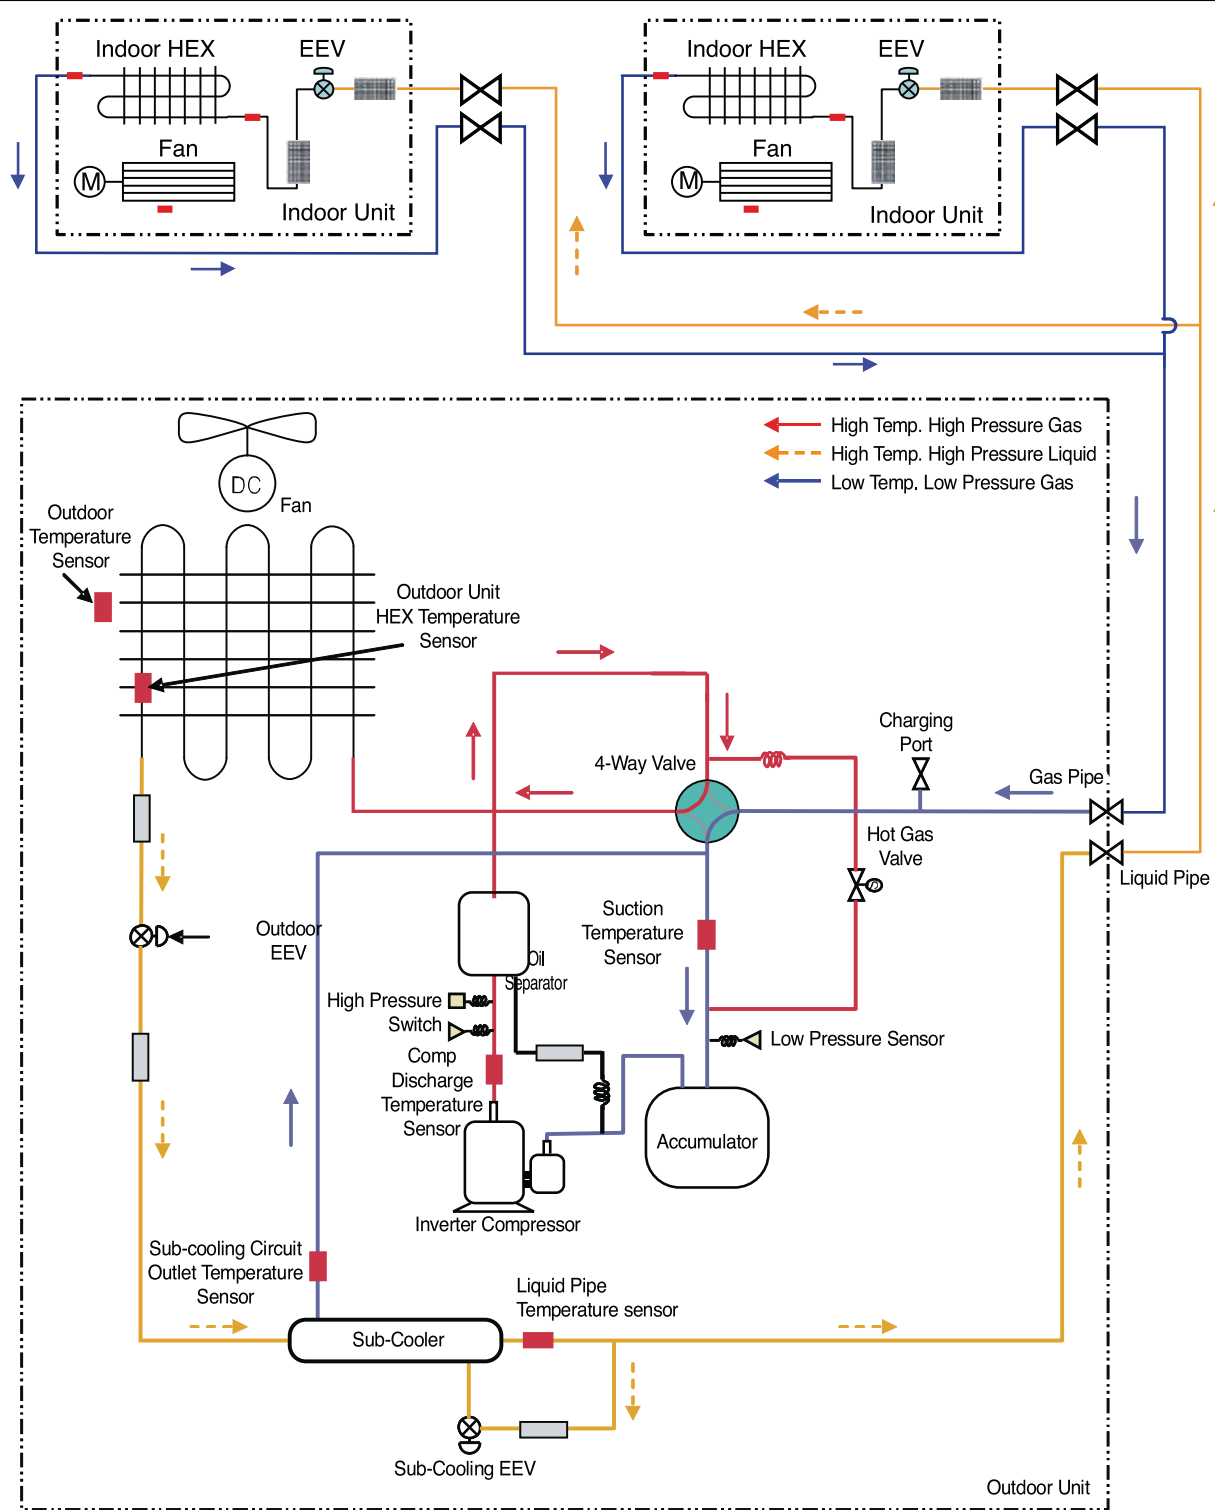 Indoor HEX
EEV
Fan
M
Indoor Unit
Indoor HEX
EEV
Fan
M
Indoor Unit
High Temp. High Pressure Gas
High Temp. High Pressure Liquid
Low Temp. Low Pressure Gas
DC
Fan
Outdoor
Temperature
Sensor
Outdoor Unit
HEX Temperature
Sensor
4-Way Valve
Charging
Port
Gas Pipe
Hot Gas
Valve
Liquid Pipe
Outdoor
EEV
Suction
Temperature
Sensor
Oil
Separator
High Pressure
Switch
Low Pressure Sensor
Comp
Discharge
Temperature
Sensor
Accumulator
Inverter Compressor
Sub-cooling Circuit
Outlet Temperature
Sensor
Liquid Pipe
Temperature sensor
Sub-Cooler
Sub-Cooling EEV
Outdoor Unit